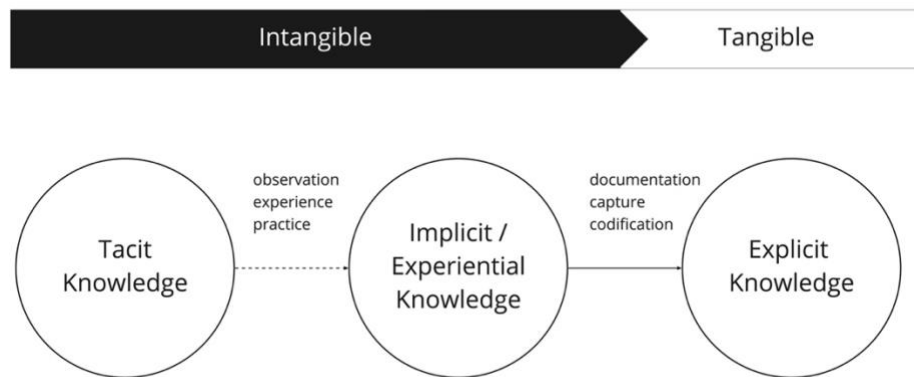 Intangible
Tangible
observation
experience
practice
documentation
capture
codification
Tacit
Knowledge
Implicit /
Experiential
Knowledge
Explicit
Knowledge